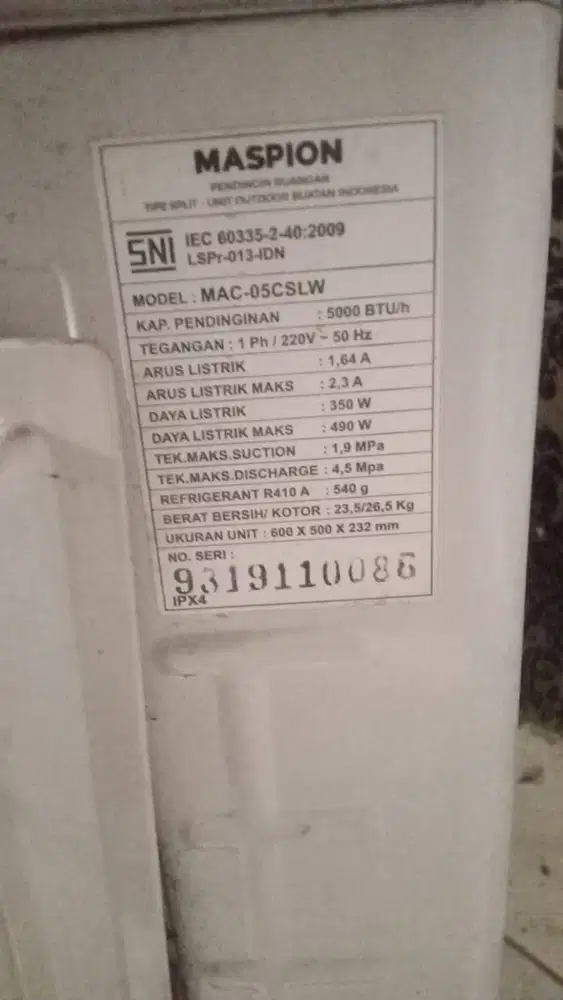 MASPION
PENDINGIN RUANGAN
TIPE SPLIT - UNIT OUTDOOR BUATAN INDONESIA
SNI IEC 60335-2-40:2009
LSPr-013-IDN
MODEL : MAC-05CSLW
KAP. PENDINGINAN : 5000 BTU/h
TEGANGAN : 1 Ph / 220V ~ 50 Hz
ARUS LISTRIK : 1,64 A
ARUS LISTRIK MAKS : 2,3 A
DAYA LISTRIK : 350 W
DAYA LISTRIK MAKS : 490 W
TEK.MAKS.SUCTION : 1,9 MPa
TEK.MAKS.DISCHARGE : 4,5 Mpa
REFRIGERANT R410 A : 540 g
BERAT BERSIH/ KOTOR : 23,5/26,5 Kg
UKURAN UNIT : 600 X 500 X 232 mm
NO. SERI :
9319110086
IPX4